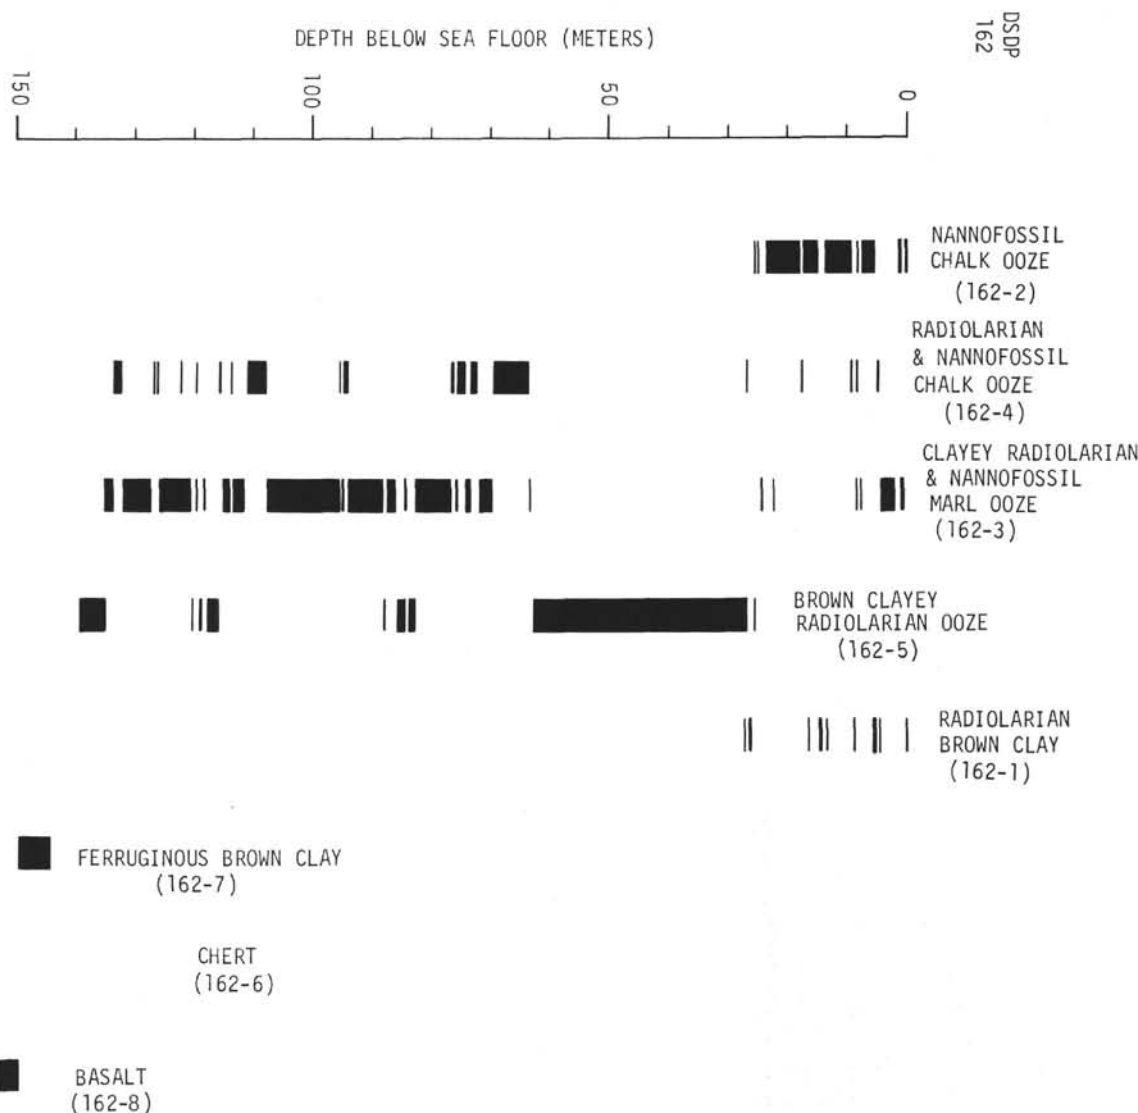 DSDP
162
DEPTH BELOW SEA FLOOR (METERS)
150
100
50
0
NANNOFOSSIL
CHALK OOZE
(162-2)
RADIOLARIAN
& NANNOFOSSIL
CHALK OOZE
(162-4)
CLAYEY RADIOLARIAN
& NANNOFOSSIL
MARL OOZE
(162-3)
BROWN CLAYEY
RADIOLARIAN OOZE
(162-5)
RADIOLARIAN
BROWN CLAY
(162-1)
FERRUGINOUS BROWN CLAY
(162-7)
CHERT
(162-6)
BASALT
(162-8)